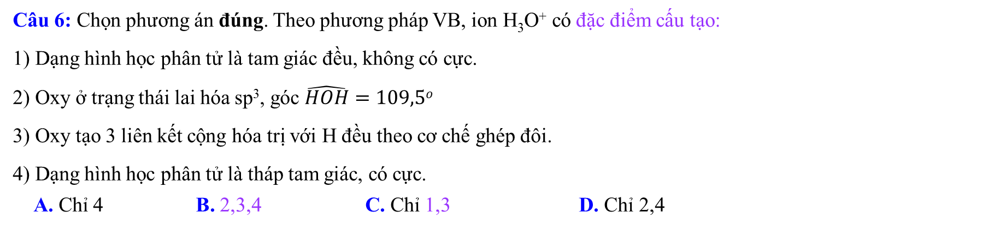 Câu 6: Chọn phương án đúng. Theo phương pháp VB, ion H₃O⁺ có đặc điểm cấu tạo:
1) Dạng hình học phân tử là tam giác đều, không có cực.
2) Oxy ở trạng thái lai hóa sp³, góc \widehat{HOH} = 109,5ᵒ
3) Oxy tạo 3 liên kết cộng hóa trị với H đều theo cơ chế ghép đôi.
4) Dạng hình học phân tử là tháp tam giác, có cực.
A. Chỉ 4 B. 2,3,4 C. Chỉ 1,3 D. Chỉ 2,4